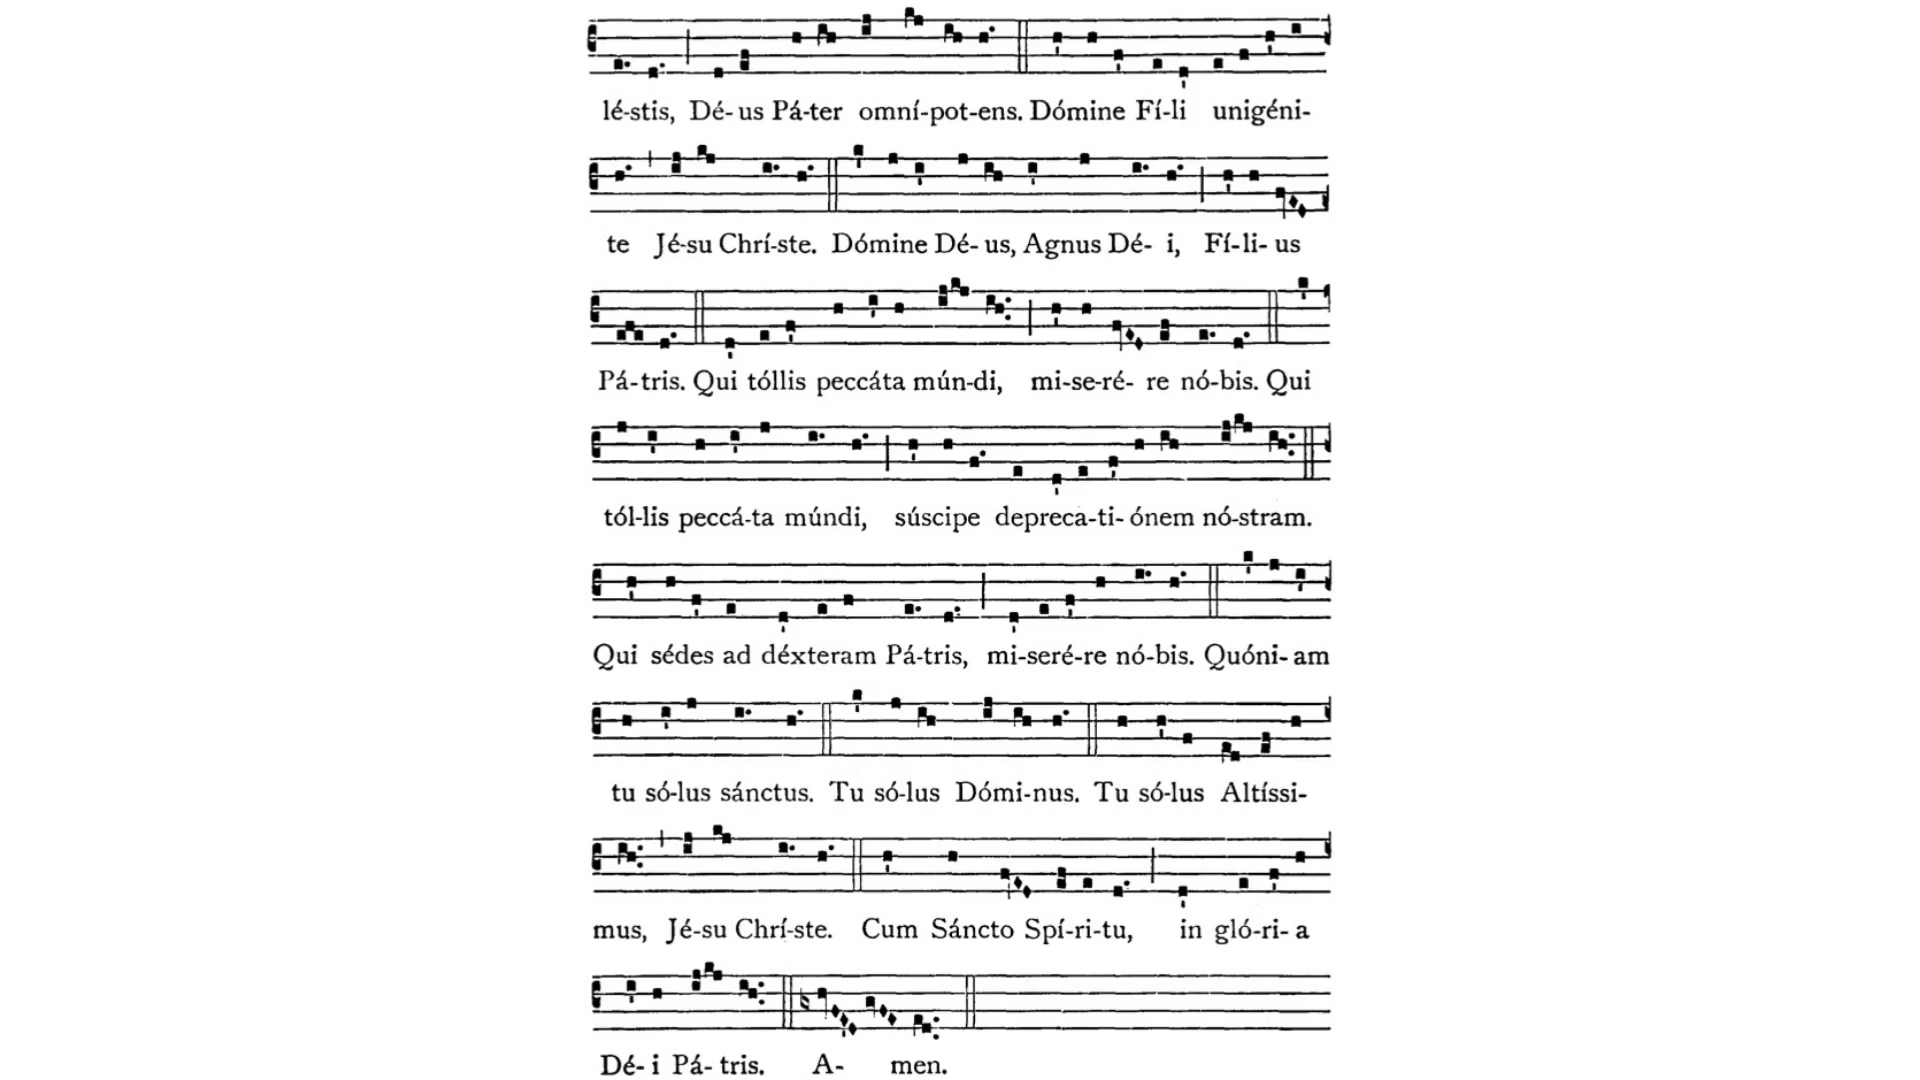 lé-stis, Dé-us Pá-ter omní-pot-ens. Dómine Fí-li unigéni-
te Jé-su Chrí-ste. Dómine Dé-us, Agnus Dé-i, Fí-li-us
Pá-tris. Qui tóllis peccáta mún-di, mi-se-ré-re nó-bis. Qui
tól-lis peccá-ta múndi, súscipe depreca-ti-ónem nó-stram.
Qui sédes ad déxteram Pá-tris, mi-seré-re nó-bis. Quóni-am
tu só-lus sánctus. Tu só-lus Dómi-nus. Tu só-lus Altíssi-
mus, Jé-su Chrí-ste. Cum Sáncto Spí-ri-tu, in gló-ri-a
Dé-i Pá-tris. A-men.